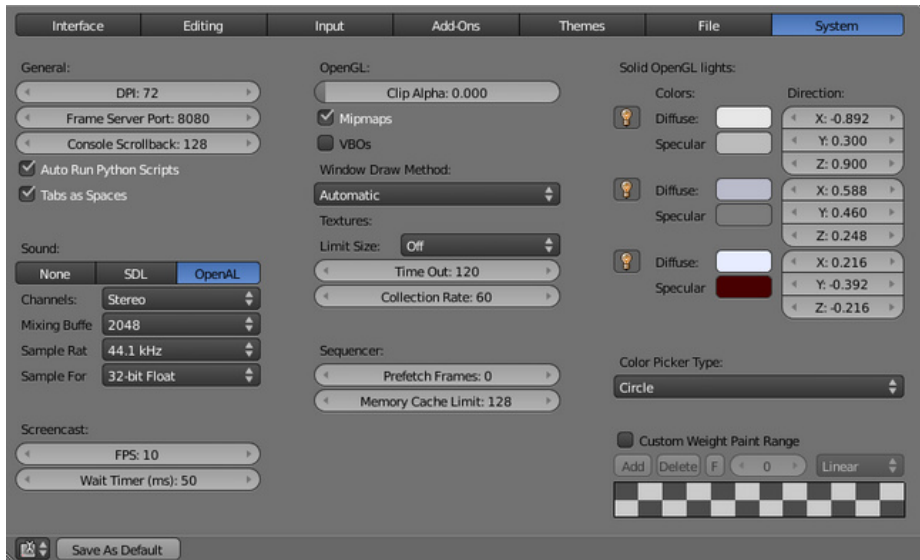 Interface Editing Input Add-Ons Themes File System
General:
DPI: 72
Frame Server Port: 8080
Console Scrollback: 128
Auto Run Python Scripts
Tabs as Spaces
Sound:
None SDL OpenAL
Channels: Stereo
Mixing Buffe 2048
Sample Rat 44.1 kHz
Sample For 32-bit Float
Screencast:
FPS: 10
Wait Timer (ms): 50
OpenGL:
Clip Alpha: 0.000
Mipmaps
VBOs
Window Draw Method:
Automatic
Textures:
Limit Size: Off
Time Out: 120
Collection Rate: 60
Sequencer:
Prefetch Frames: 0
Memory Cache Limit: 128
Solid OpenGL lights:
Colors: Direction:
Diffuse: X: -0.892
Specular Y: 0.300
Z: 0.900
Diffuse: X: 0.588
Specular Y: 0.460
Z: 0.248
Diffuse: X: 0.216
Specular Y: -0.392
Z: -0.216
Color Picker Type:
Circle
Custom Weight Paint Range
Add Delete F 0 Linear
Save As Default